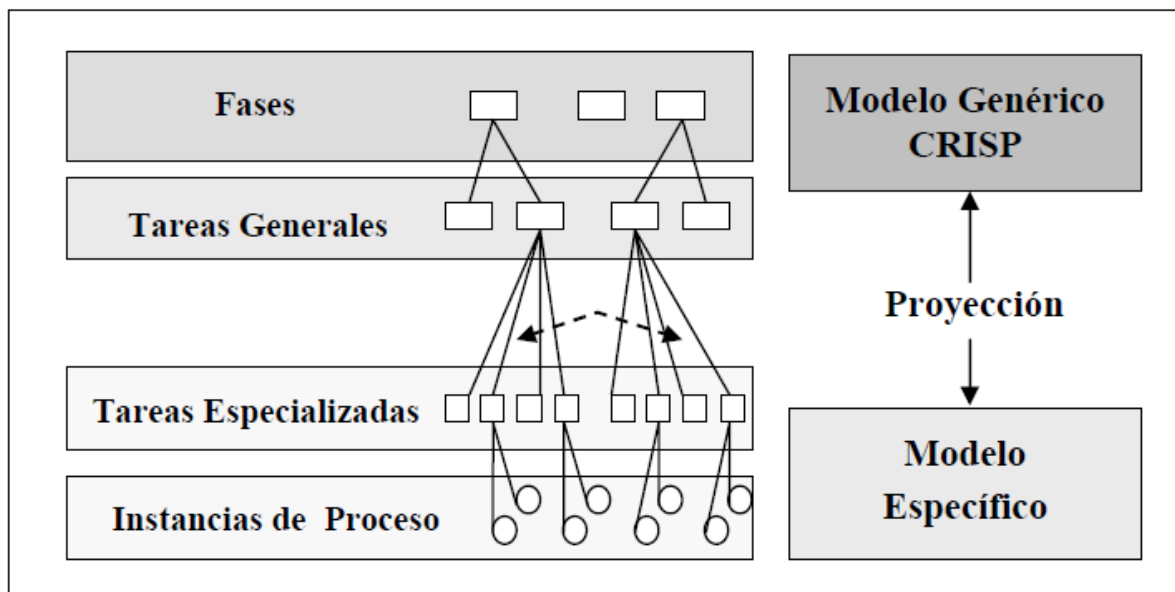 Fases
Tareas Generales
Tareas Especializadas
Instancias de Proceso
Modelo Genérico
CRISP
Proyección
Modelo
Específico